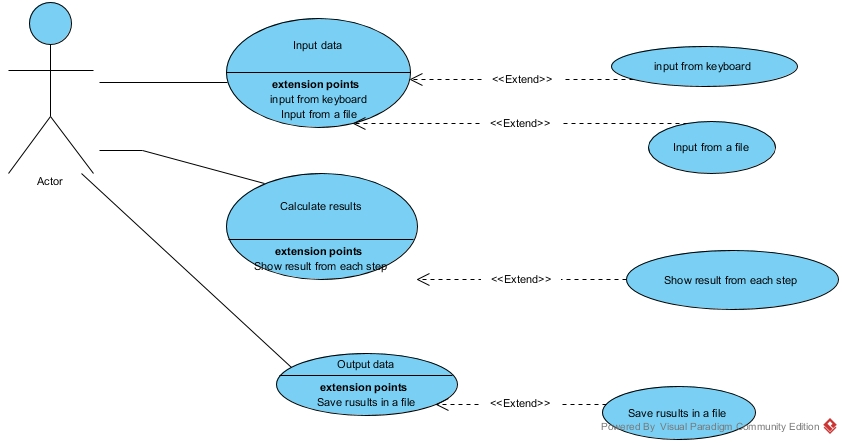 Input data
extension points
input from keyboard
Input from a file
<<Extend>>
input from keyboard
<<Extend>>
Input from a file
Actor
Calculate results
extension points
Show result from each step
<<Extend>>
Show result from each step
Output data
extension points
Save rusults in a file
<<Extend>>
Save rusults in a file
Powered By Visual Paradigm Community Edition